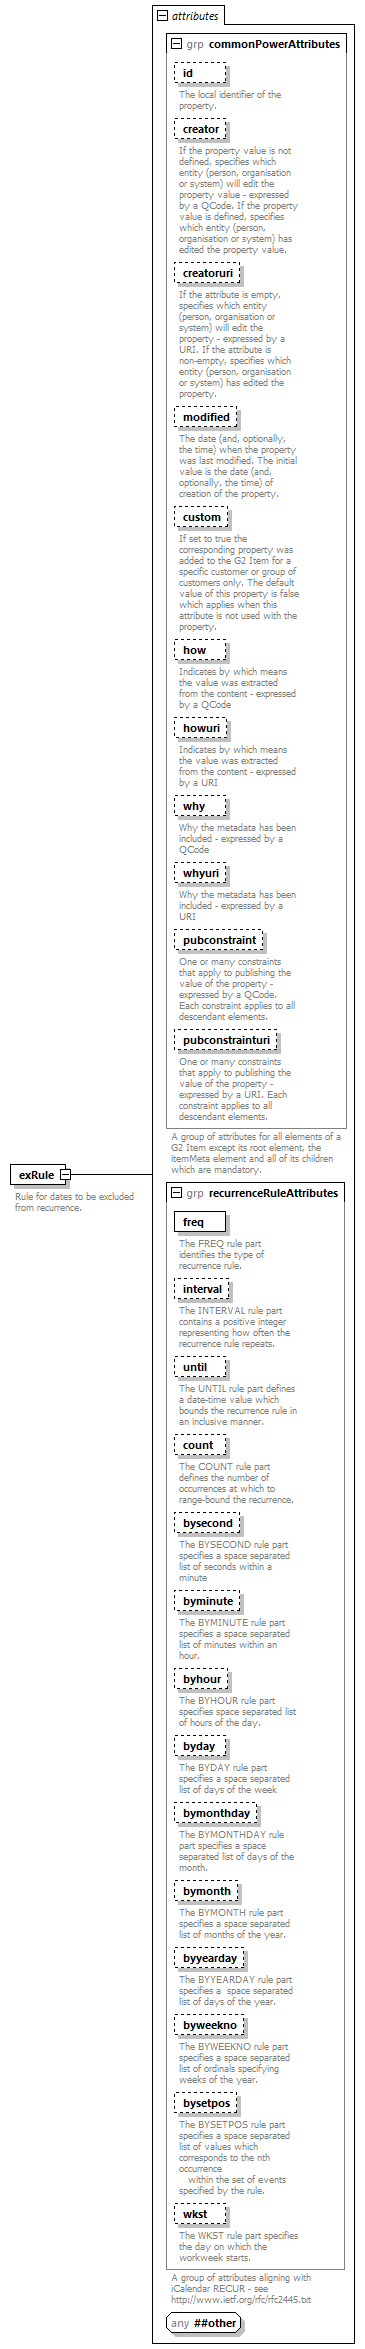 attributes
grp commonPowerAttributes
id
The local identifier of the
property.
creator
If the property value is not
defined, specifies which
entity (person, organisation
or system) will edit the
property value - expressed
by a QCode. If the property
value is defined, specifies
which entity (person,
organisation or system) has
edited the property value.
creatoruri
If the attribute is empty,
specifies which entity
(person, organisation or
system) will edit the
property - expressed by a
URI. If the attribute is
non-empty, specifies which
entity (person, organisation
or system) has edited the
property.
modified
The date (and, optionally,
the time) when the property
was last modified. The initial
value is the date (and,
optionally, the time) of
creation of the property.
custom
If set to true the
corresponding property was
added to the G2 Item for a
specific customer or group of
customers only. The default
value of this property is false
which applies when this
attribute is not used with the
property.
how
Indicates by which means
the value was extracted
from the content - expressed
by a QCode
howuri
Indicates by which means
the value was extracted
from the content - expressed
by a URI
why
Why the metadata has been
included - expressed by a
QCode
whyuri
Why the metadata has been
included - expressed by a
URI
pubconstraint
One or many constraints
that apply to publishing the
value of the property -
expressed by a QCode.
Each constraint applies to all
descendant elements.
pubconstrainturi
One or many constraints
that apply to publishing the
value of the property -
expressed by a URI. Each
constraint applies to all
descendant elements.
A group of attributes for all elements of a
G2 Item except its root element, the
itemMeta element and all of its children
which are mandatory.
exRule
Rule for dates to be excluded
from recurrence.
grp recurrenceRuleAttributes
freq
The FREQ rule part
identifies the type of
recurrence rule.
interval
The INTERVAL rule part
contains a positive integer
representing how often the
recurrence rule repeats.
until
The UNTIL rule part defines
a date-time value which
bounds the recurrence rule in
an inclusive manner.
count
The COUNT rule part
defines the number of
occurrences at which to
range-bound the recurrence.
bysecond
The BYSECOND rule part
specifies a space separated
list of seconds within a
minute
byminute
The BYMINUTE rule part
specifies a space separated
list of minutes within an
hour.
byhour
The BYHOUR rule part
specifies space separated list
of hours of the day.
byday
The BYDAY rule part
specifies a space separated
list of days of the week
bymonthday
The BYMONTHDAY rule
part specifies a space
separated list of days of the
month.
bymonth
The BYMONTH rule part
specifies a space separated
list of months of the year.
byyearday
The BYYEARDAY rule part
specifies a  space separated
list of days of the year.
byweekno
The BYWEEKNO rule part
specifies a space separated
list of ordinals specifying
weeks of the year.
bysetpos
The BYSETPOS rule part
specifies a space separated
list of values which
corresponds to the nth
occurrence
within the set of events
specified by the rule.
wkst
The WKST rule part specifies
the day on which the
workweek starts.
A group of attributes aligning with
iCalendar RECUR - see
http://www.ietf.org/rfc/rfc2445.txt
any ##other